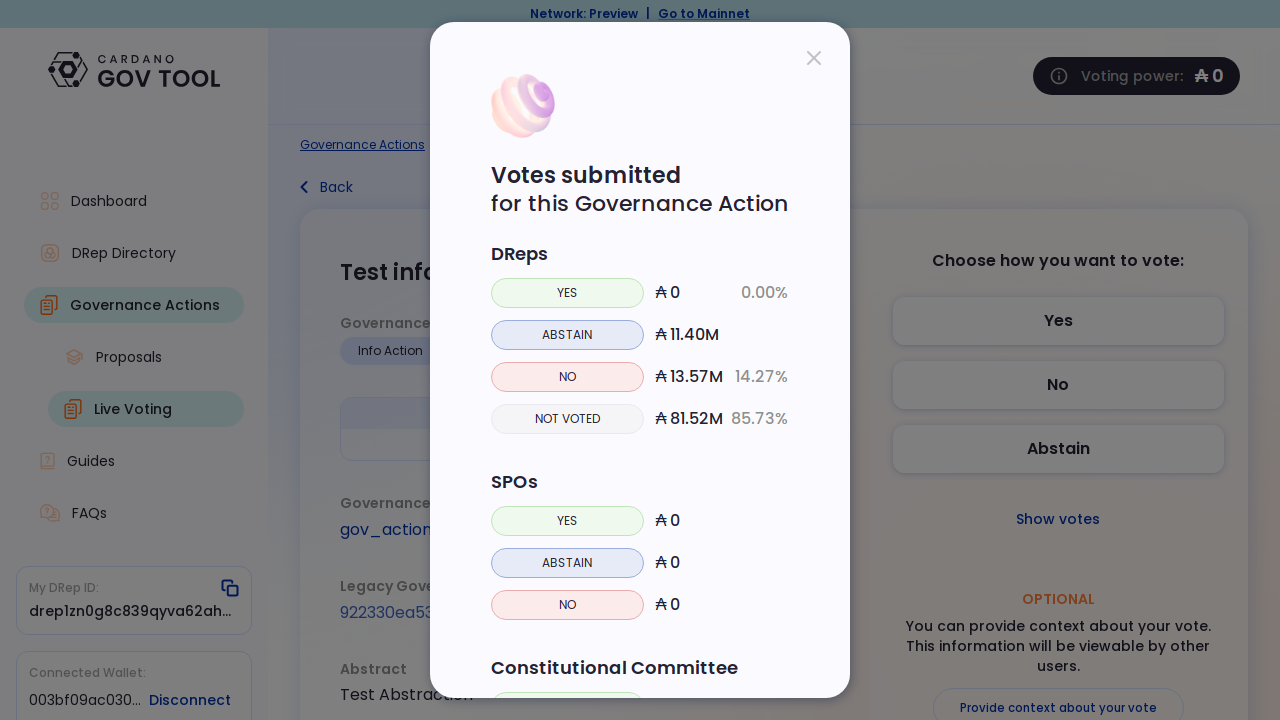 Network: Preview | Go to Mainnet
CARDANO
GOV TOOL
Voting power: ₳ 0
Dashboard
DRep Directory
Governance Actions
Proposals
Live Voting
Guides
FAQs
My DRep ID:
drep1zn0g8c839qyva62ah...
Connected Wallet:
003bf09ac030... Disconnect
Governance Actions
Back
Test info
Governance
Info Action
Governance
gov_action
Legacy Gove
922330ea53
Abstract
Test Abstraction
Votes submitted
for this Governance Action
DReps
YES ₳ 0 0.00%
ABSTAIN ₳ 11.40M
NO ₳ 13.57M 14.27%
NOT VOTED ₳ 81.52M 85.73%
SPOs
YES ₳ 0
ABSTAIN ₳ 0
NO ₳ 0
Constitutional Committee
Choose how you want to vote:
Yes
No
Abstain
Show votes
OPTIONAL
You can provide context about your vote.
This information will be viewable by other
users.
Provide context about your vote